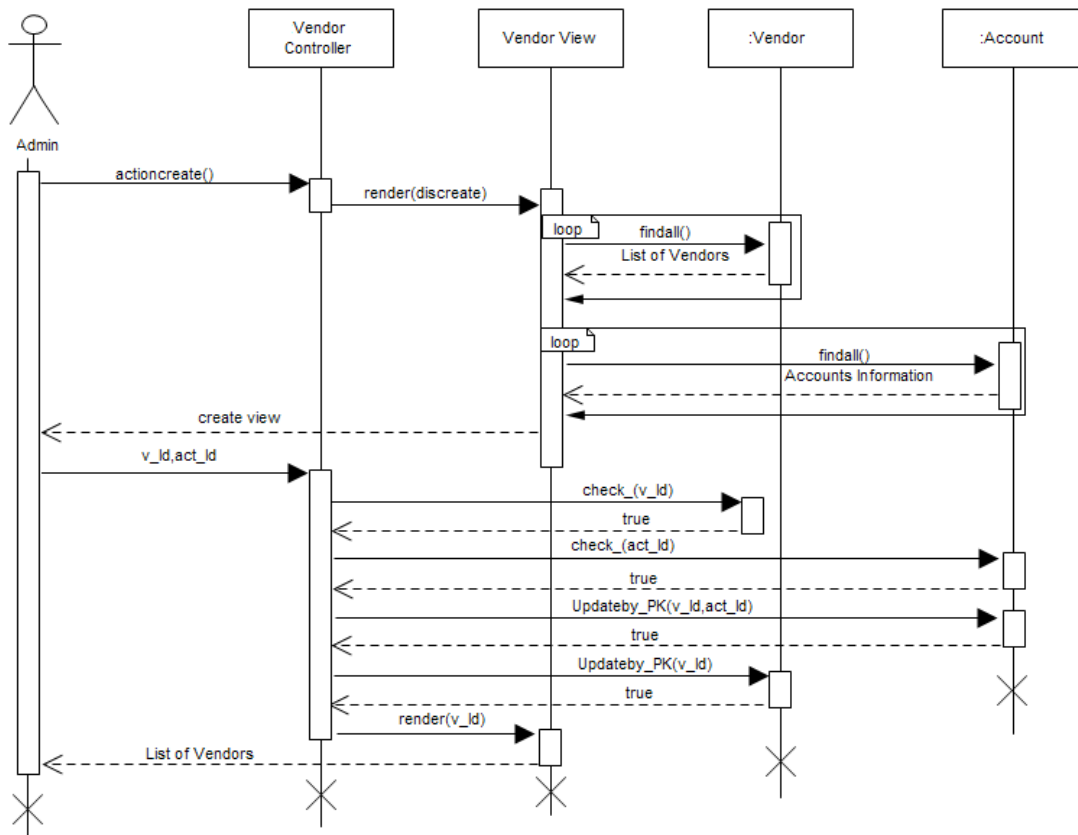 Vendor
Controller
Vendor View
:Vendor
:Account
Admin
actioncreate()
render(discreate)
loop
findall()
List of Vendors
loop
findall()
Accounts Information
create view
v_Id,act_Id
check_(v_Id)
true
check_(act_Id)
true
Updateby_PK(v_Id,act_Id)
true
Updateby_PK(v_Id)
true
render(v_Id)
List of Vendors